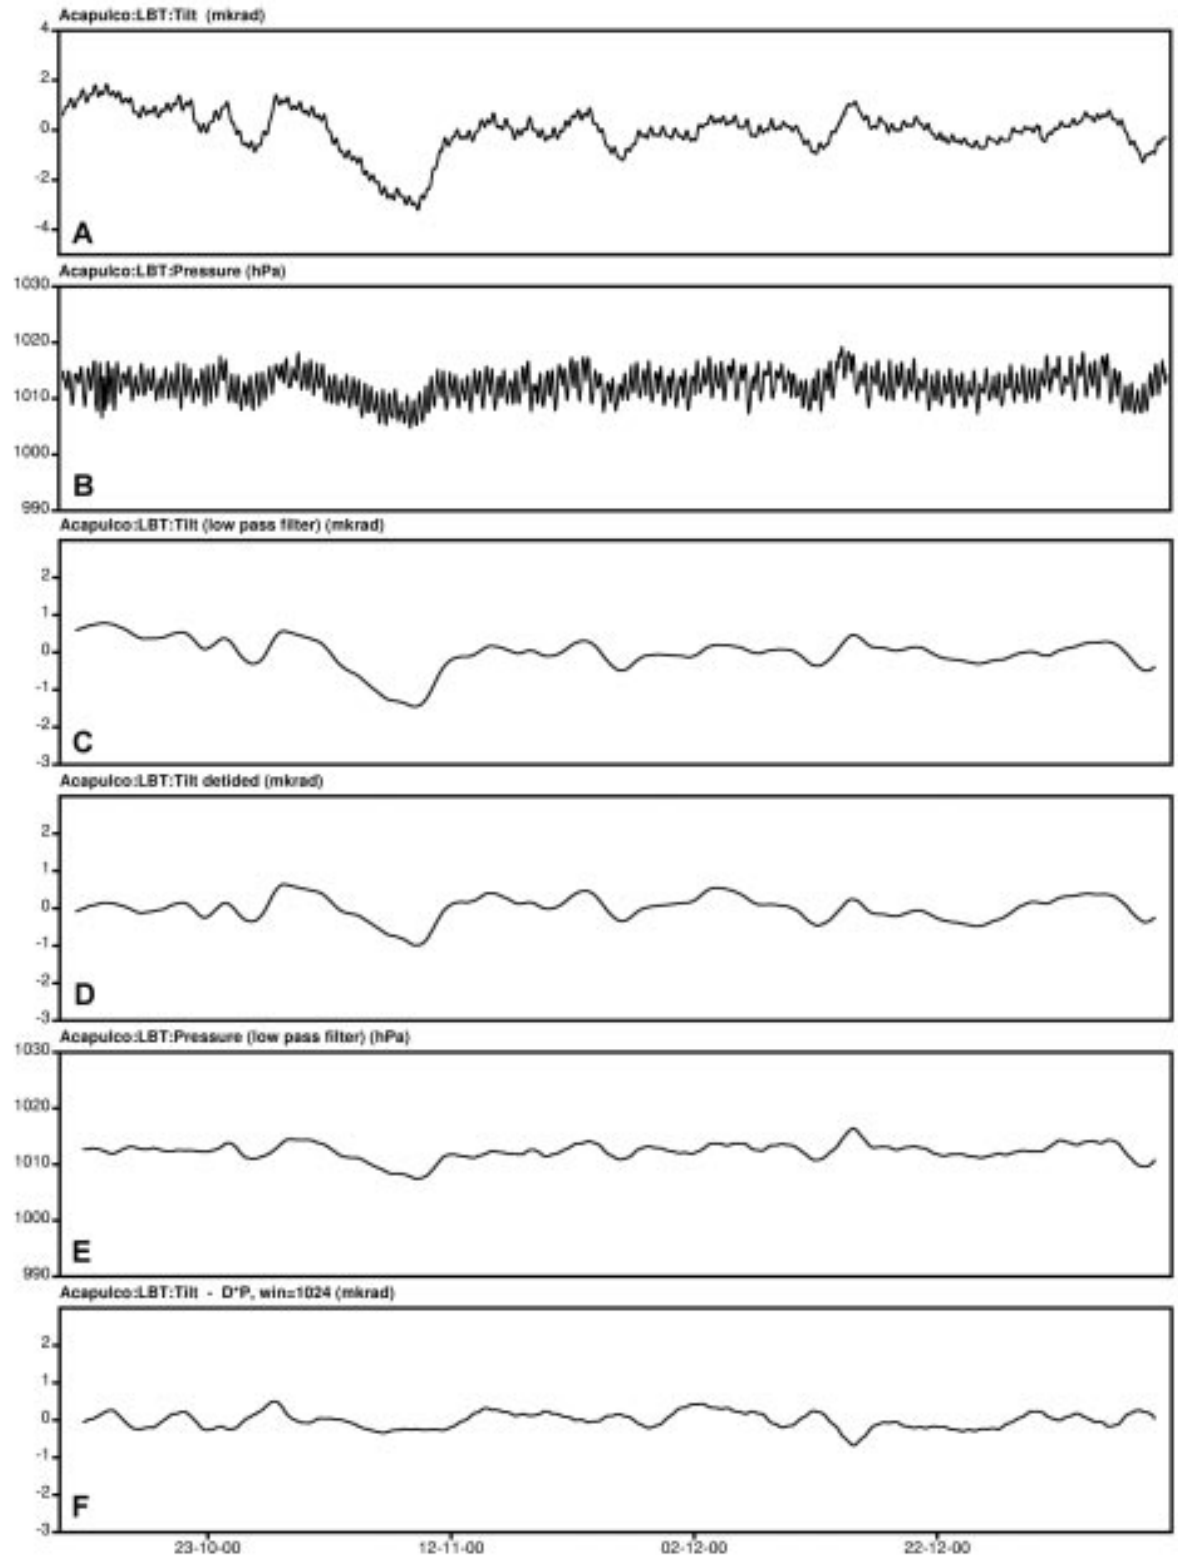 Acapulco:LBT:Tilt (mkrad)
4
2
0
-2
-4
A
Acapulco:LBT:Pressure (hPa)
1030
1020
1010
1000
990
B
Acapulco:LBT:Tilt (low pass filter) (mkrad)
2
1
0
-1
-2
-3
C
Acapulco:LBT:Tilt detided (mkrad)
2
1
0
-1
-2
-3
D
Acapulco:LBT:Pressure (low pass filter) (hPa)
1030
1020
1010
1000
990
E
Acapulco:LBT:Tilt - D*P, win=1024 (mkrad)
2
1
0
-1
-2
-3
F
23-10-00 12-11-00 02-12-00 22-12-00